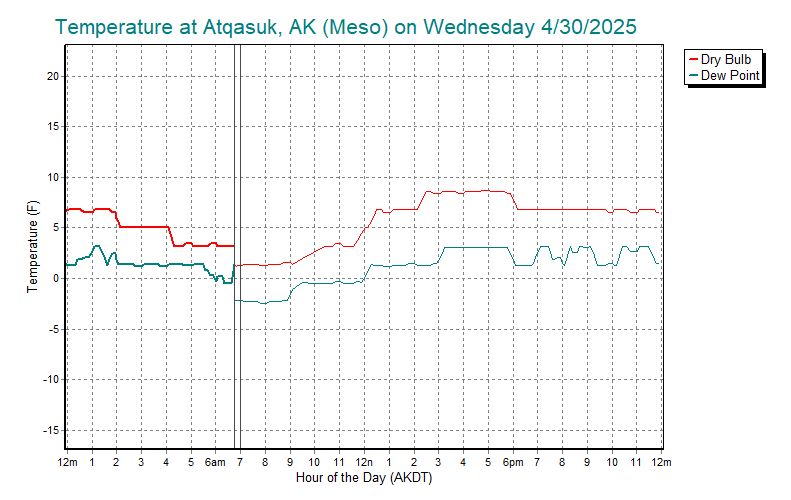 Temperature at Atqasuk, AK (Meso) on Wednesday 4/30/2025
Dry Bulb
Dew Point
20
15
10
5
0
-5
-10
-15
Temperature (F)
12m 1 2 3 4 5 6am 7 8 9 10 11 12n 1 2 3 4 5 6pm 7 8 9 10 11 12m
Hour of the Day (AKDT)